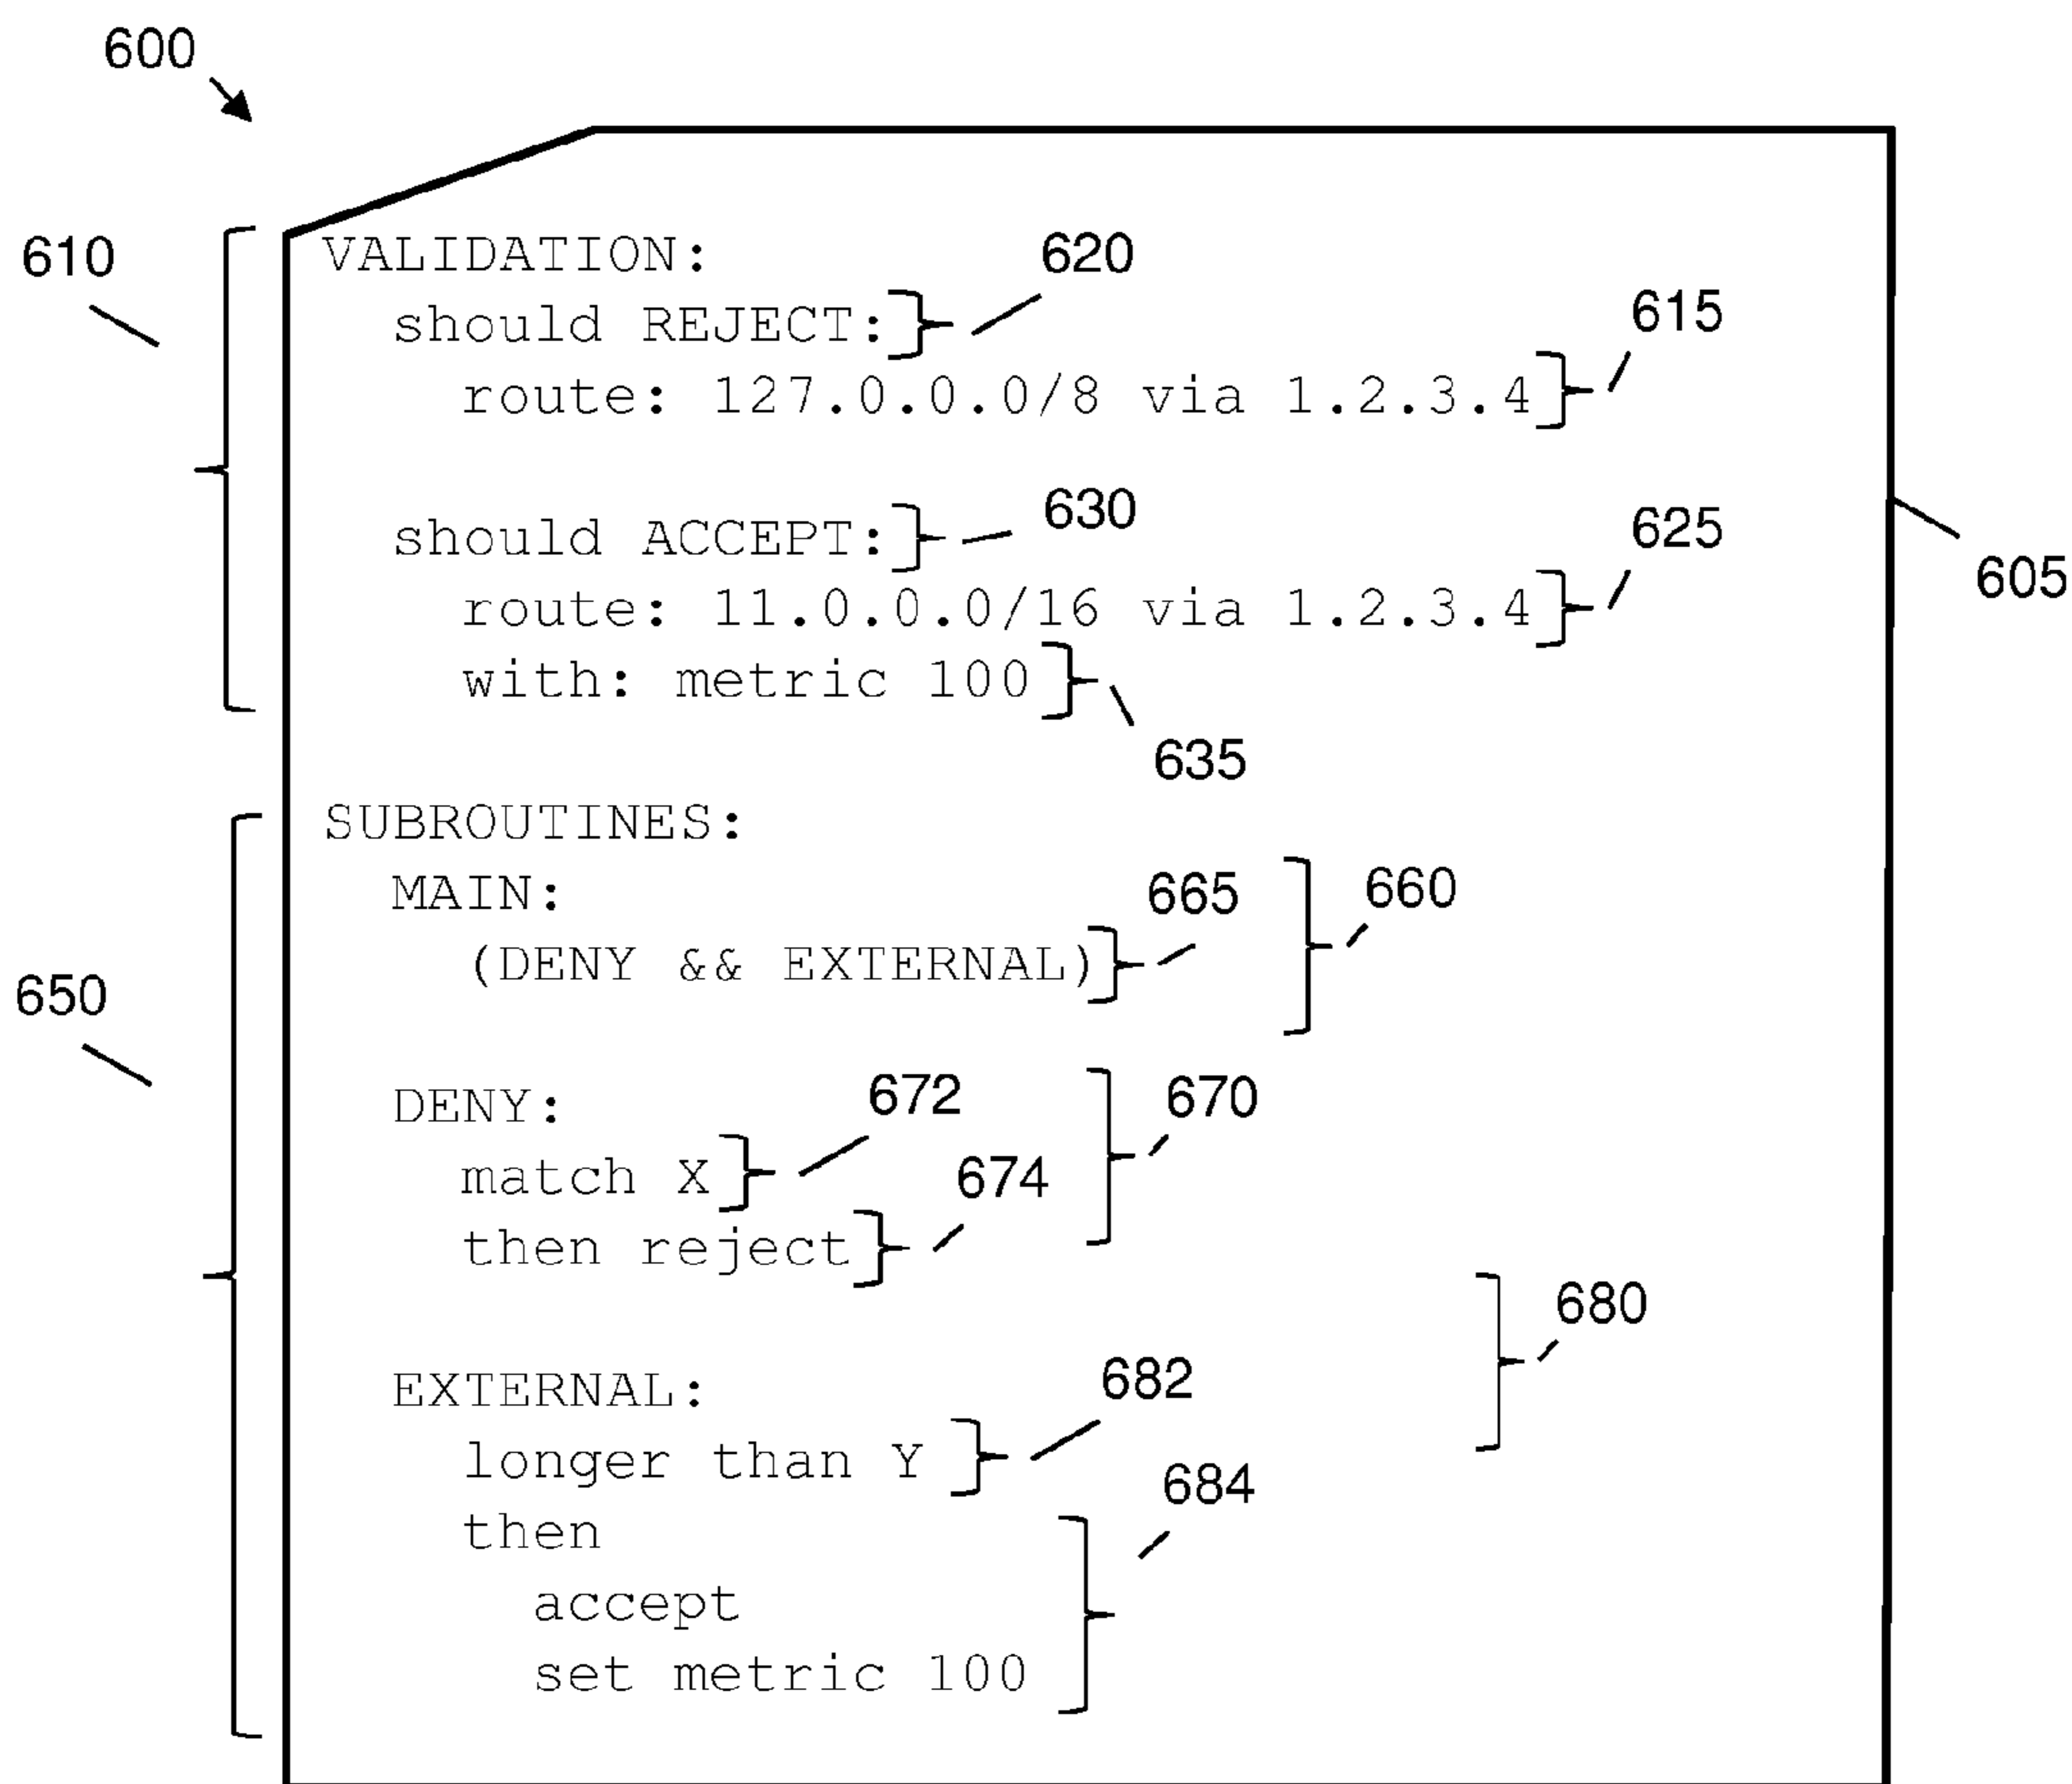 600
610
VALIDATION:
620
should REJECT:
615
route: 127.0.0.0/8 via 1.2.3.4
630
should ACCEPT:
625
605
route: 11.0.0.0/16 via 1.2.3.4
with: metric 100
635
650
SUBROUTINES:
MAIN:
665
660
(DENY && EXTERNAL)
DENY:
672
670
match X
674
then reject
680
EXTERNAL:
682
longer than Y
684
then
accept
set metric 100